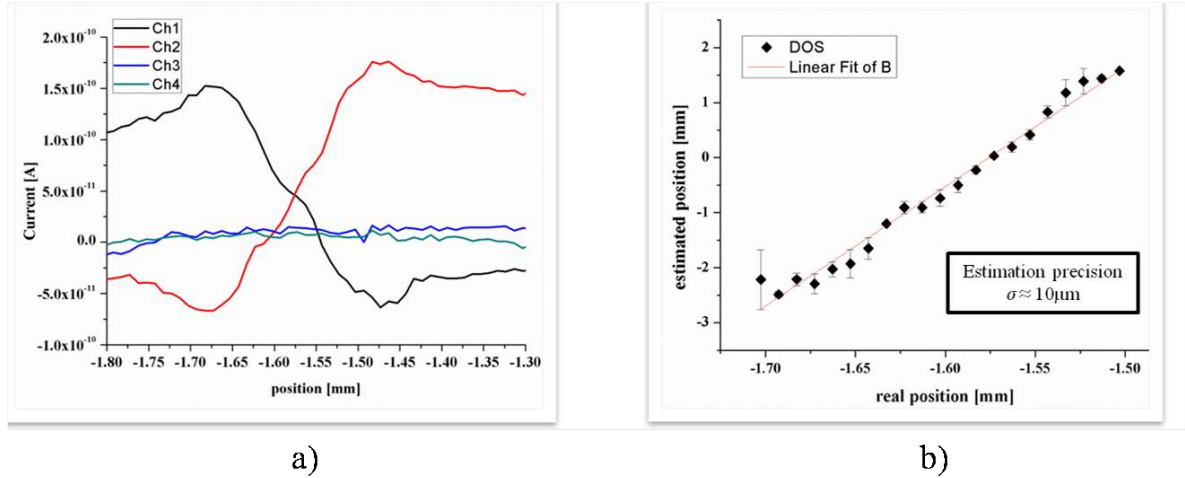 Ch1
Ch2
Ch3
Ch4
2.0x10⁻¹⁰
1.5x10⁻¹⁰
1.0x10⁻¹⁰
5.0x10⁻¹¹
0.0
-5.0x10⁻¹¹
-1.0x10⁻¹⁰
Current [A]
-1.80 -1.75 -1.70 -1.65 -1.60 -1.55 -1.50 -1.45 -1.40 -1.35 -1.30
position [mm]
a)
DOS
Linear Fit of B
2
1
0
-1
-2
-3
estimated position [mm]
Estimation precision
σ ≈ 10μm
-1.70 -1.65 -1.60 -1.55 -1.50
real position [mm]
b)